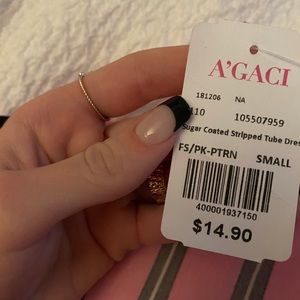 A'GACI
181206 NA
10 105507959
Sugar Coated Stripped Tube Dres
FS/PK-PTRN SMALL
400001937150
$14.90